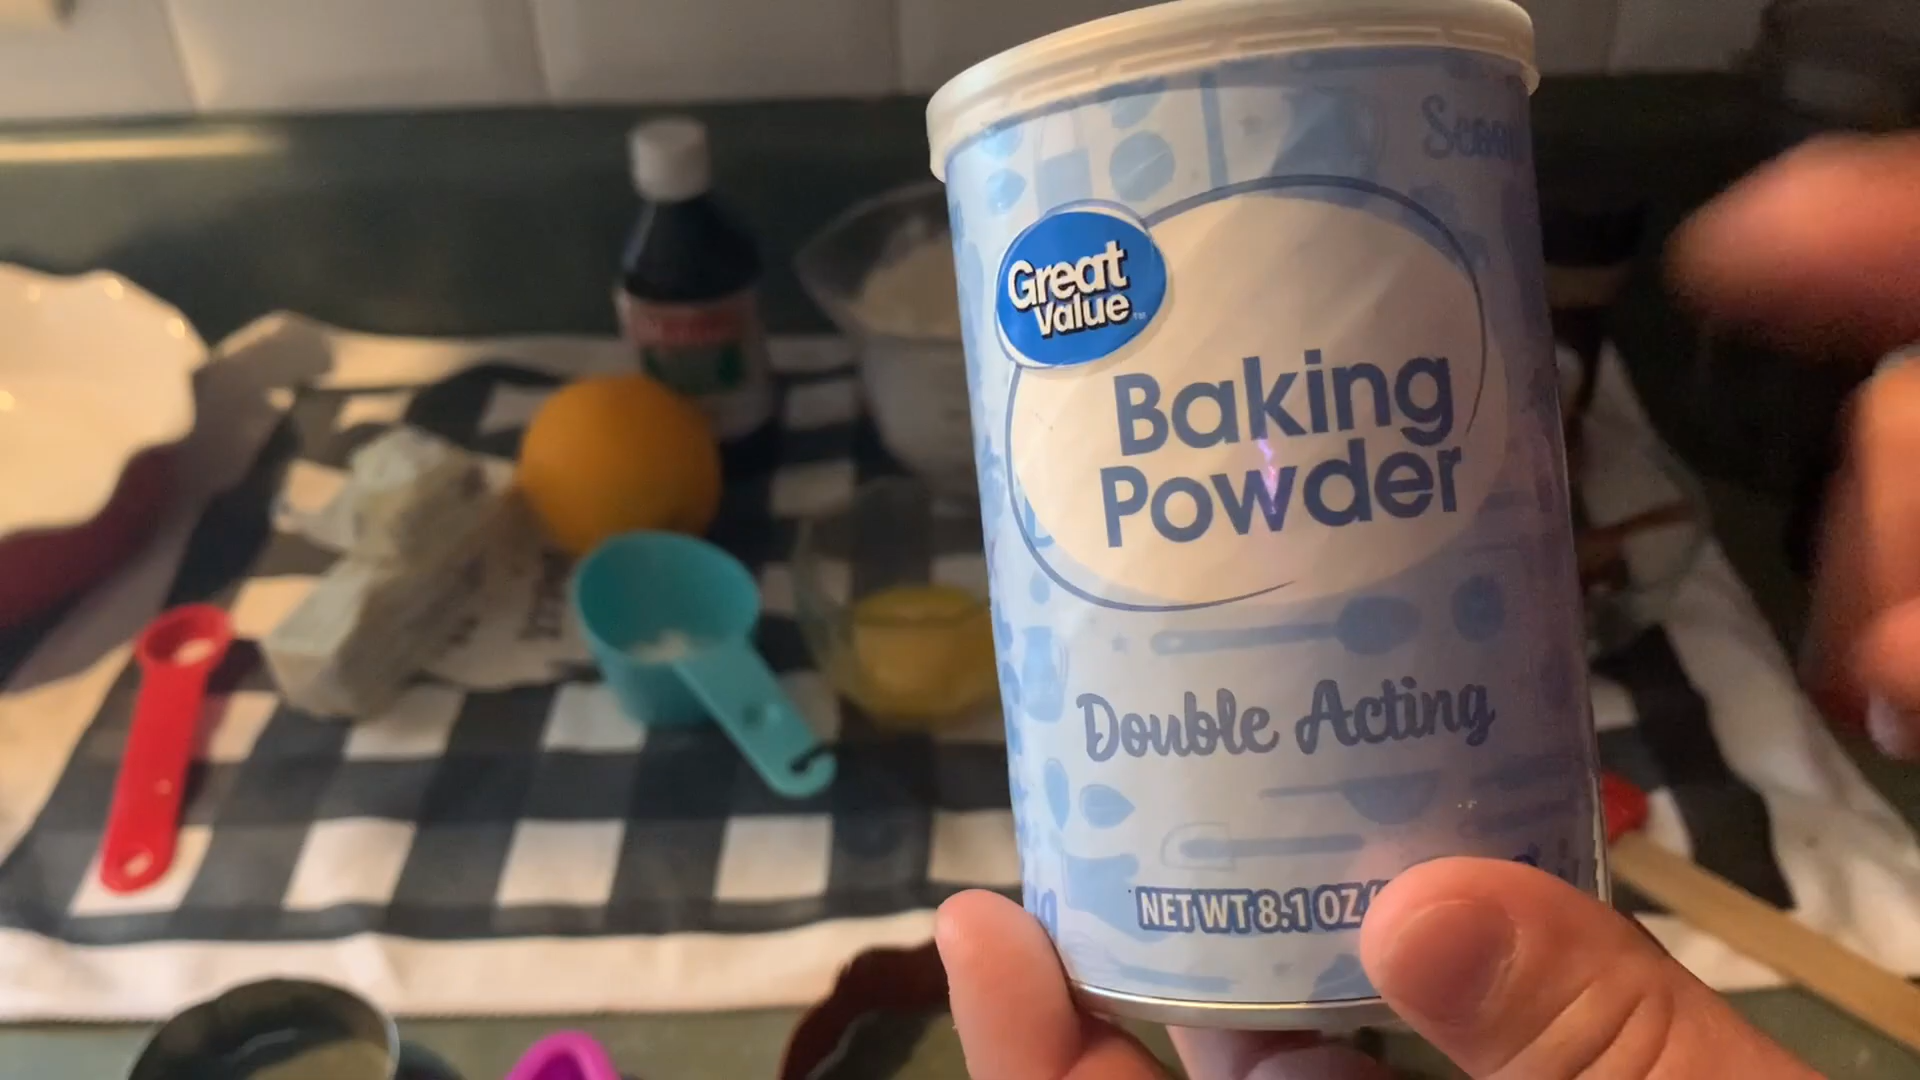 Great
Value
Baking
Powder
Double Acting
NET WT 8.1 OZ